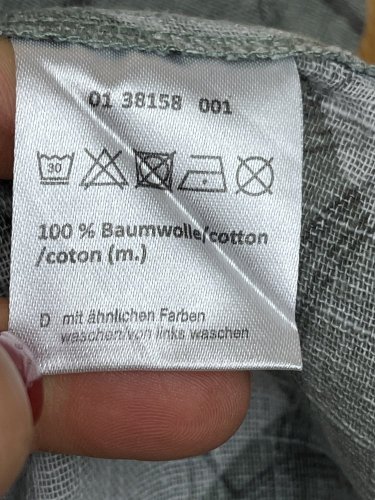 01 38158 001
30
100 % Baumwolle/cotton
/coton (m.)
D mit ähnlichen Farben
waschen/von links waschen